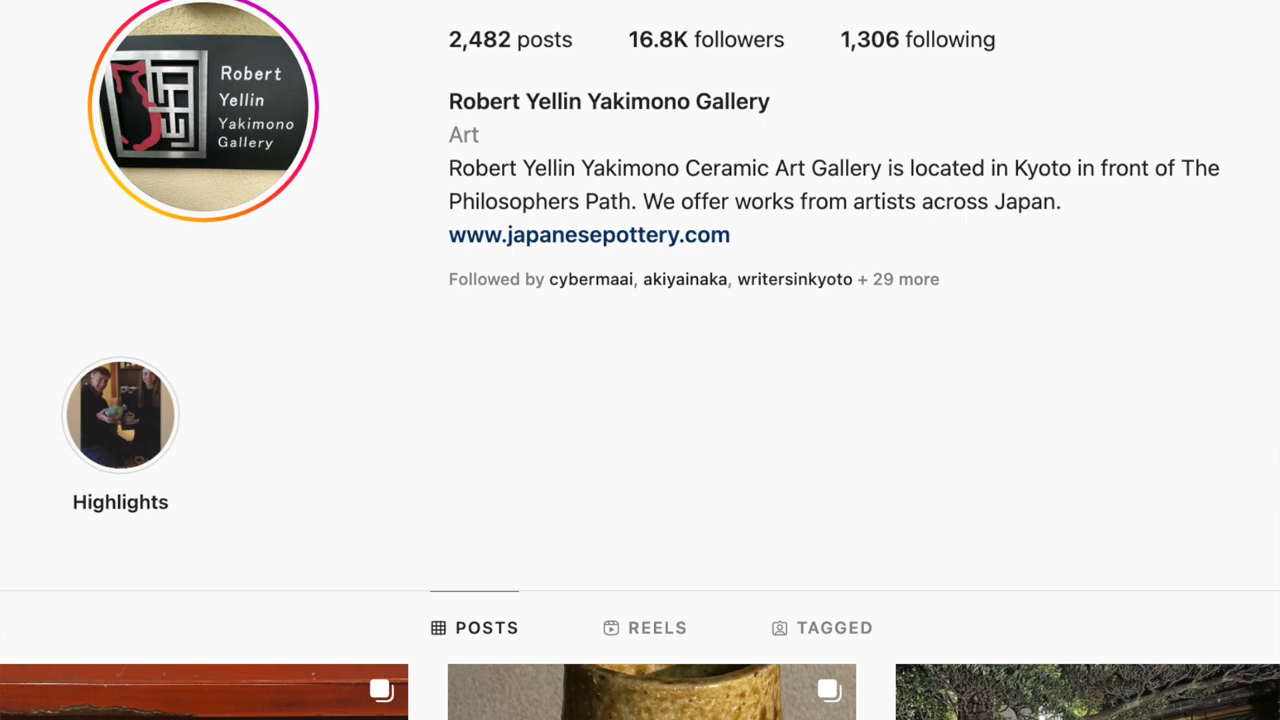 Robert
Yellin
Yakimono
Gallery
2,482 posts 16.8K followers 1,306 following
Robert Yellin Yakimono Gallery
Art
Robert Yellin Yakimono Ceramic Art Gallery is located in Kyoto in front of The
Philosophers Path. We offer works from artists across Japan.
www.japanesepottery.com
Followed by cybermaai, akiyainaka, writersinkyoto + 29 more
Highlights
POSTS REELS TAGGED